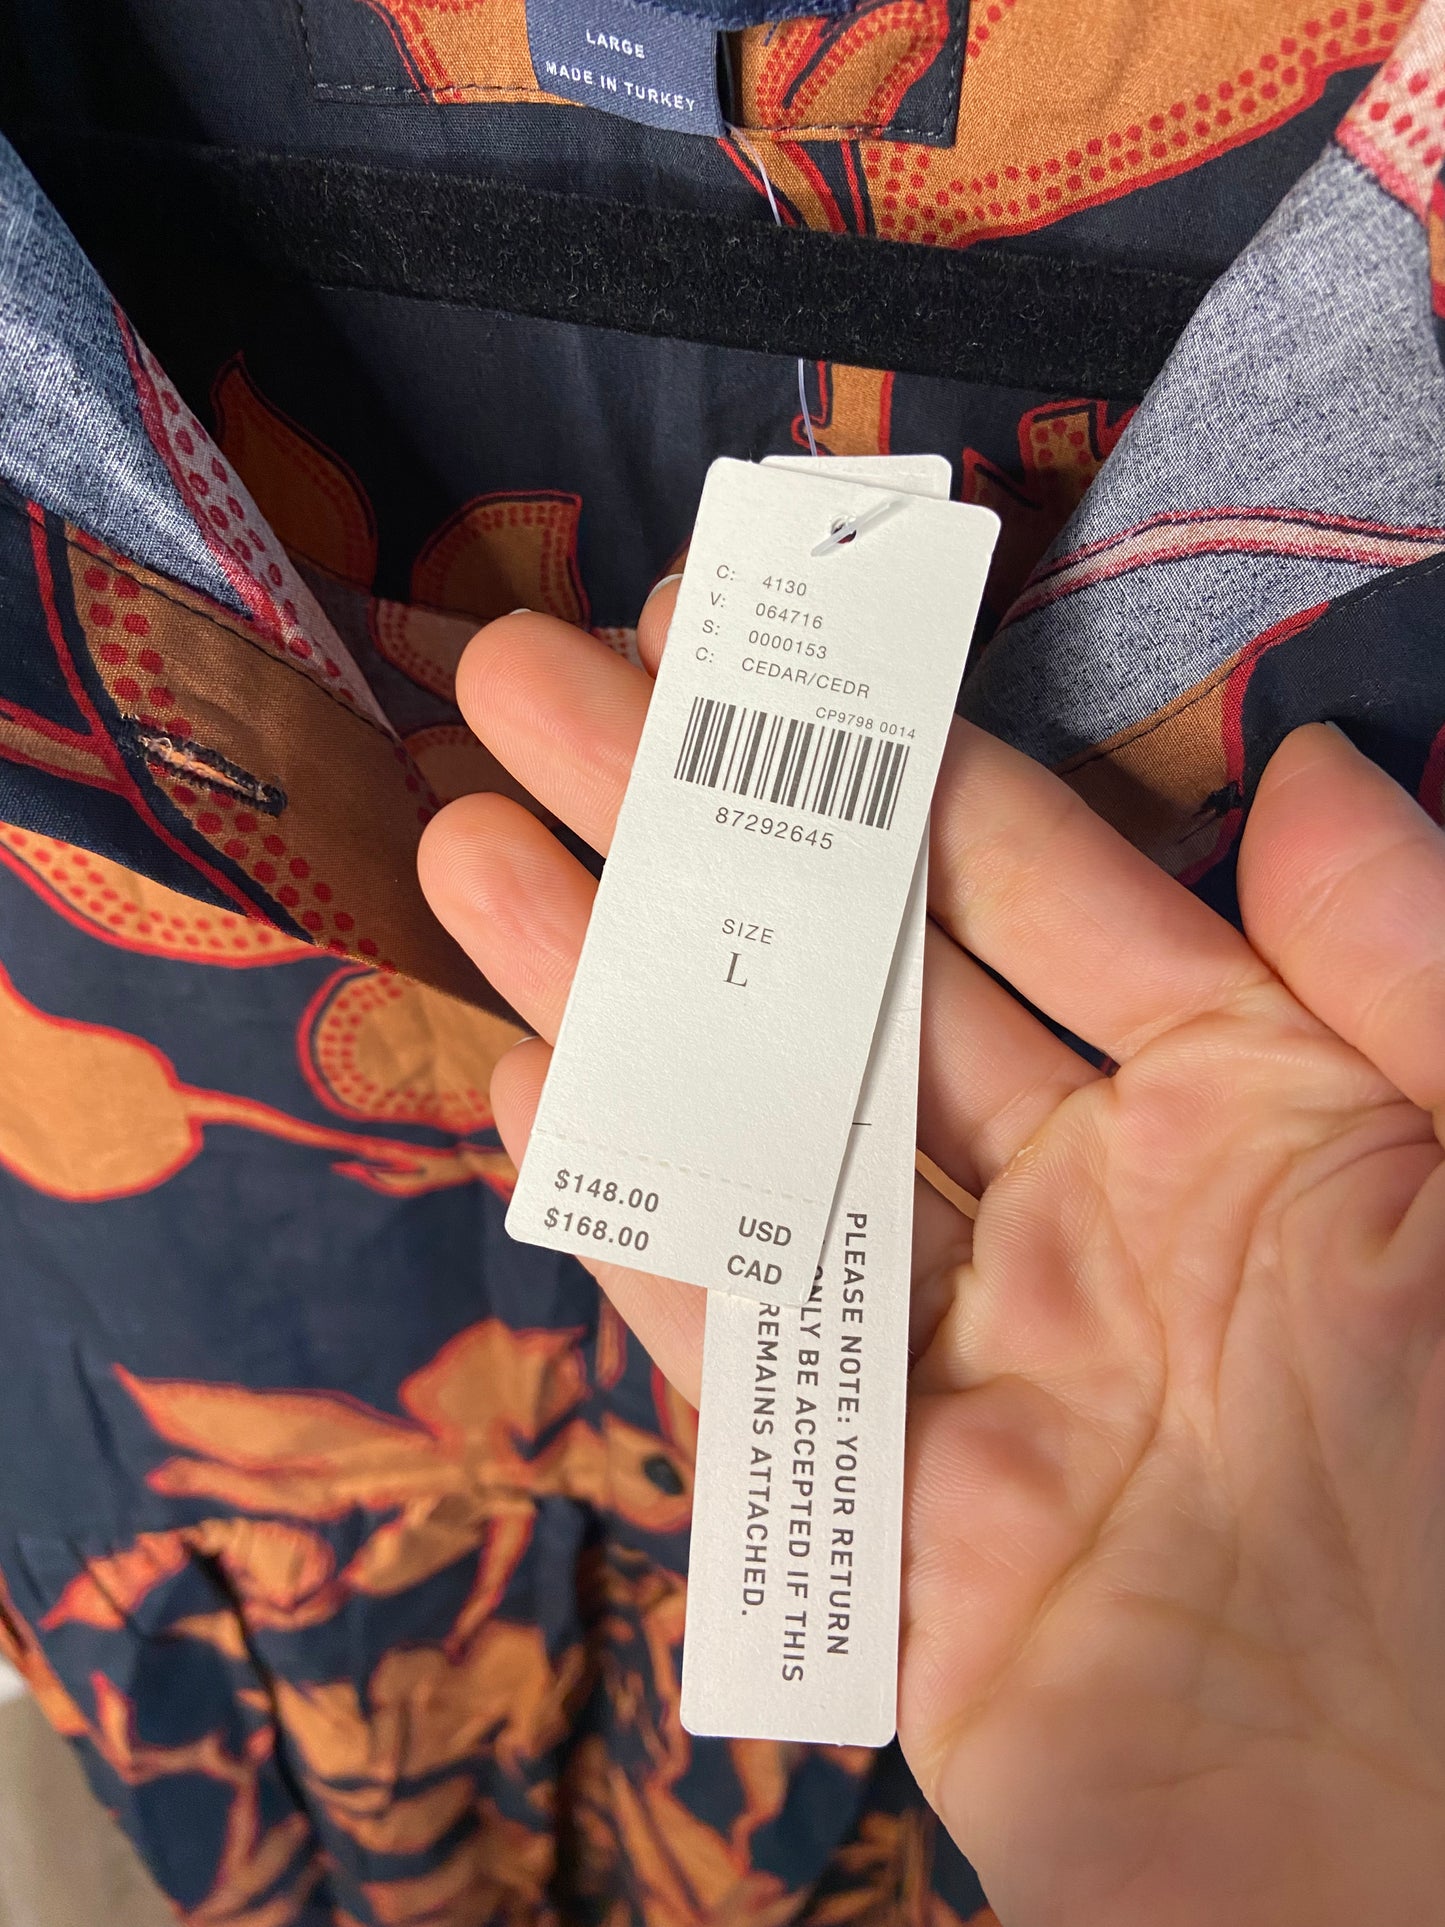 LARGE
MADE IN TURKEY
C: 4130
V: 064716
S: 0000153
C: CEDAR/CEDR
CP9798 0014
87292645
SIZE
L
$148.00 USD
$168.00 CAD
PLEASE NOTE: YOUR RETURN
ONLY BE ACCEPTED IF THIS
REMAINS ATTACHED.